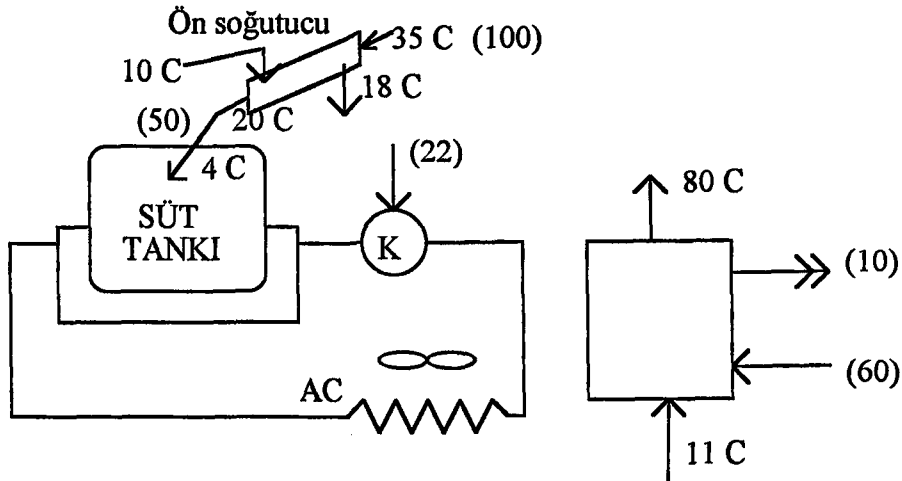 Ön soğutucu
35 C (100)
10 C
18 C
20 C
(50)
4 C
(22)
SÜT
TANKI
K
AC
80 C
(10)
(60)
11 C